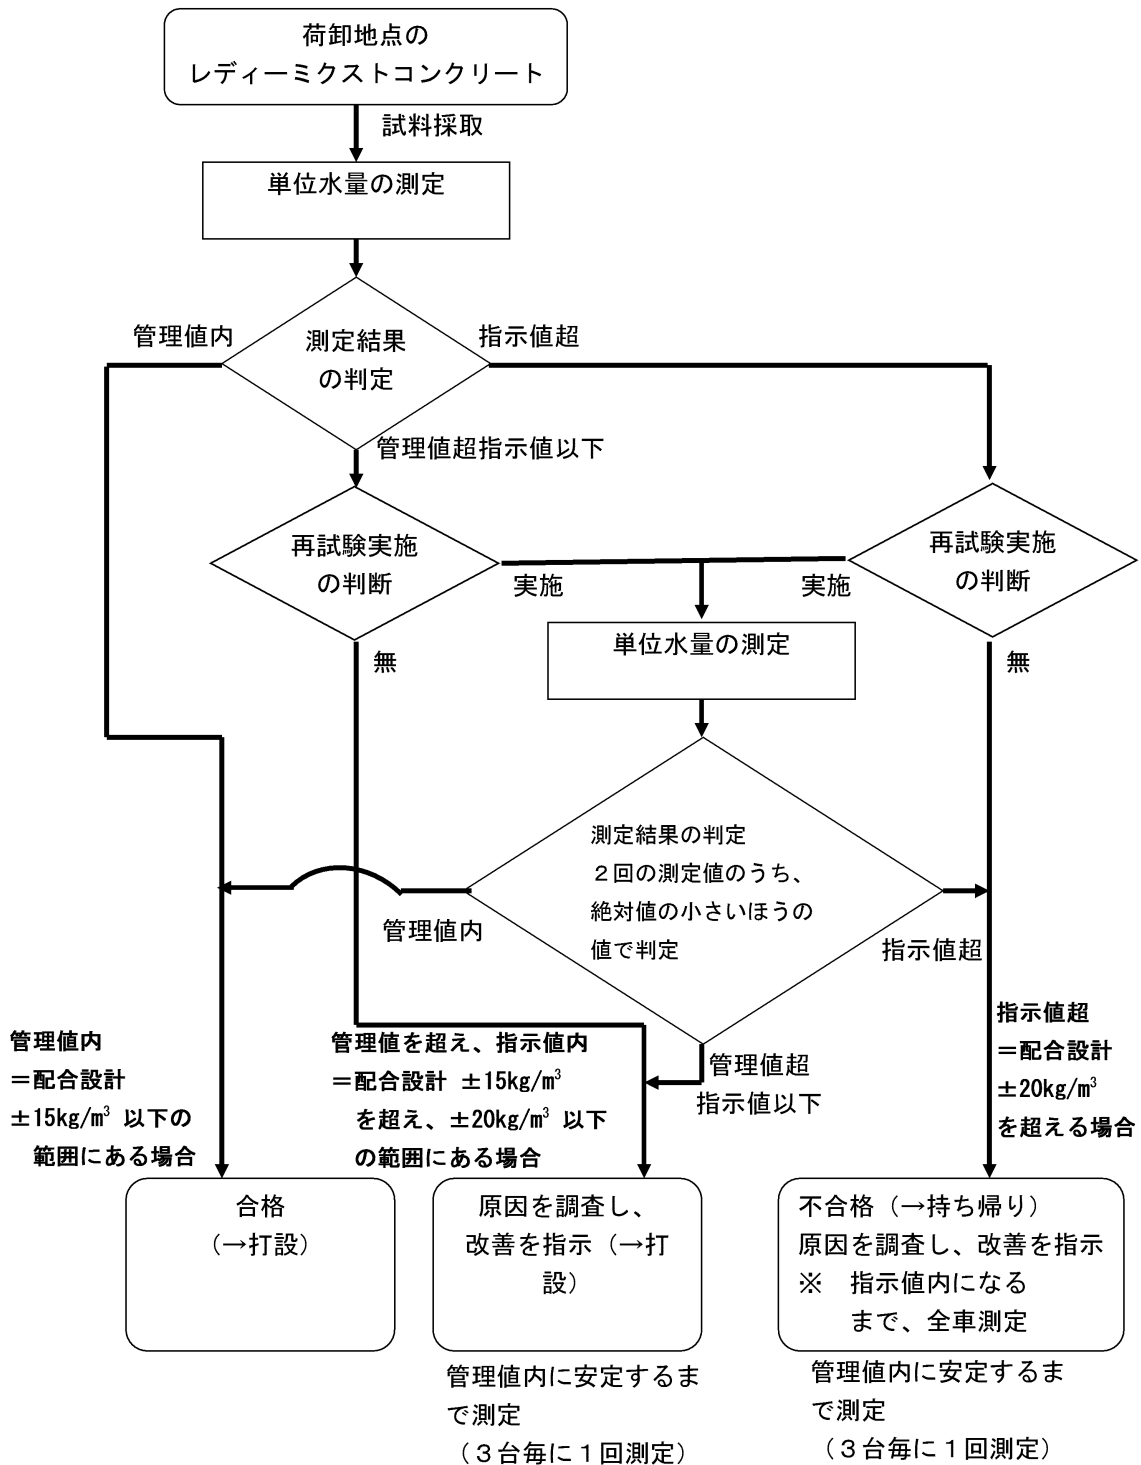 荷卸地点の
レディーミクストコンクリート
試料採取
単位水量の測定
管理値内
指示値超
測定結果
の判定
管理値超指示値以下
再試験実施
の判断
再試験実施
の判断
実施
実施
単位水量の測定
無
無
測定結果の判定
２回の測定値のうち、
絶対値の小さいほうの
値で判定
管理値内
指示値超
管理値内
＝配合設計
±15kg/m³ 以下の
範囲にある場合
管理値を超え、指示値内
＝配合設計 ±15kg/m³
を超え、±20kg/m³ 以下
の範囲にある場合
管理値超
指示値以下
指示値超
＝配合設計
±20kg/m³
を超える場合
合格
（→打設）
原因を調査し、
改善を指示（→打
設）
不合格（→持ち帰り）
原因を調査し、改善を指示
※　指示値内になる
まで、全車測定
管理値内に安定するま
で測定
（３台毎に１回測定）
管理値内に安定するま
で測定
（３台毎に１回測定）